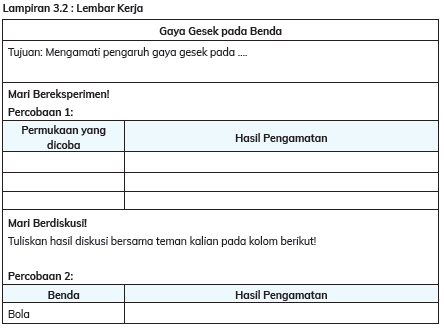 Lampiran 3.2 : Lembar Kerja
Gaya Gesek pada Benda
Tujuan: Mengamati pengaruh gaya gesek pada ....
Mari Bereksperimen!
Percobaan 1:
Permukaan yang
dicoba
Hasil Pengamatan
Mari Berdiskusi!
Tuliskan hasil diskusi bersama teman kalian pada kolom berikut!
Percobaan 2:
Benda
Hasil Pengamatan
Bola